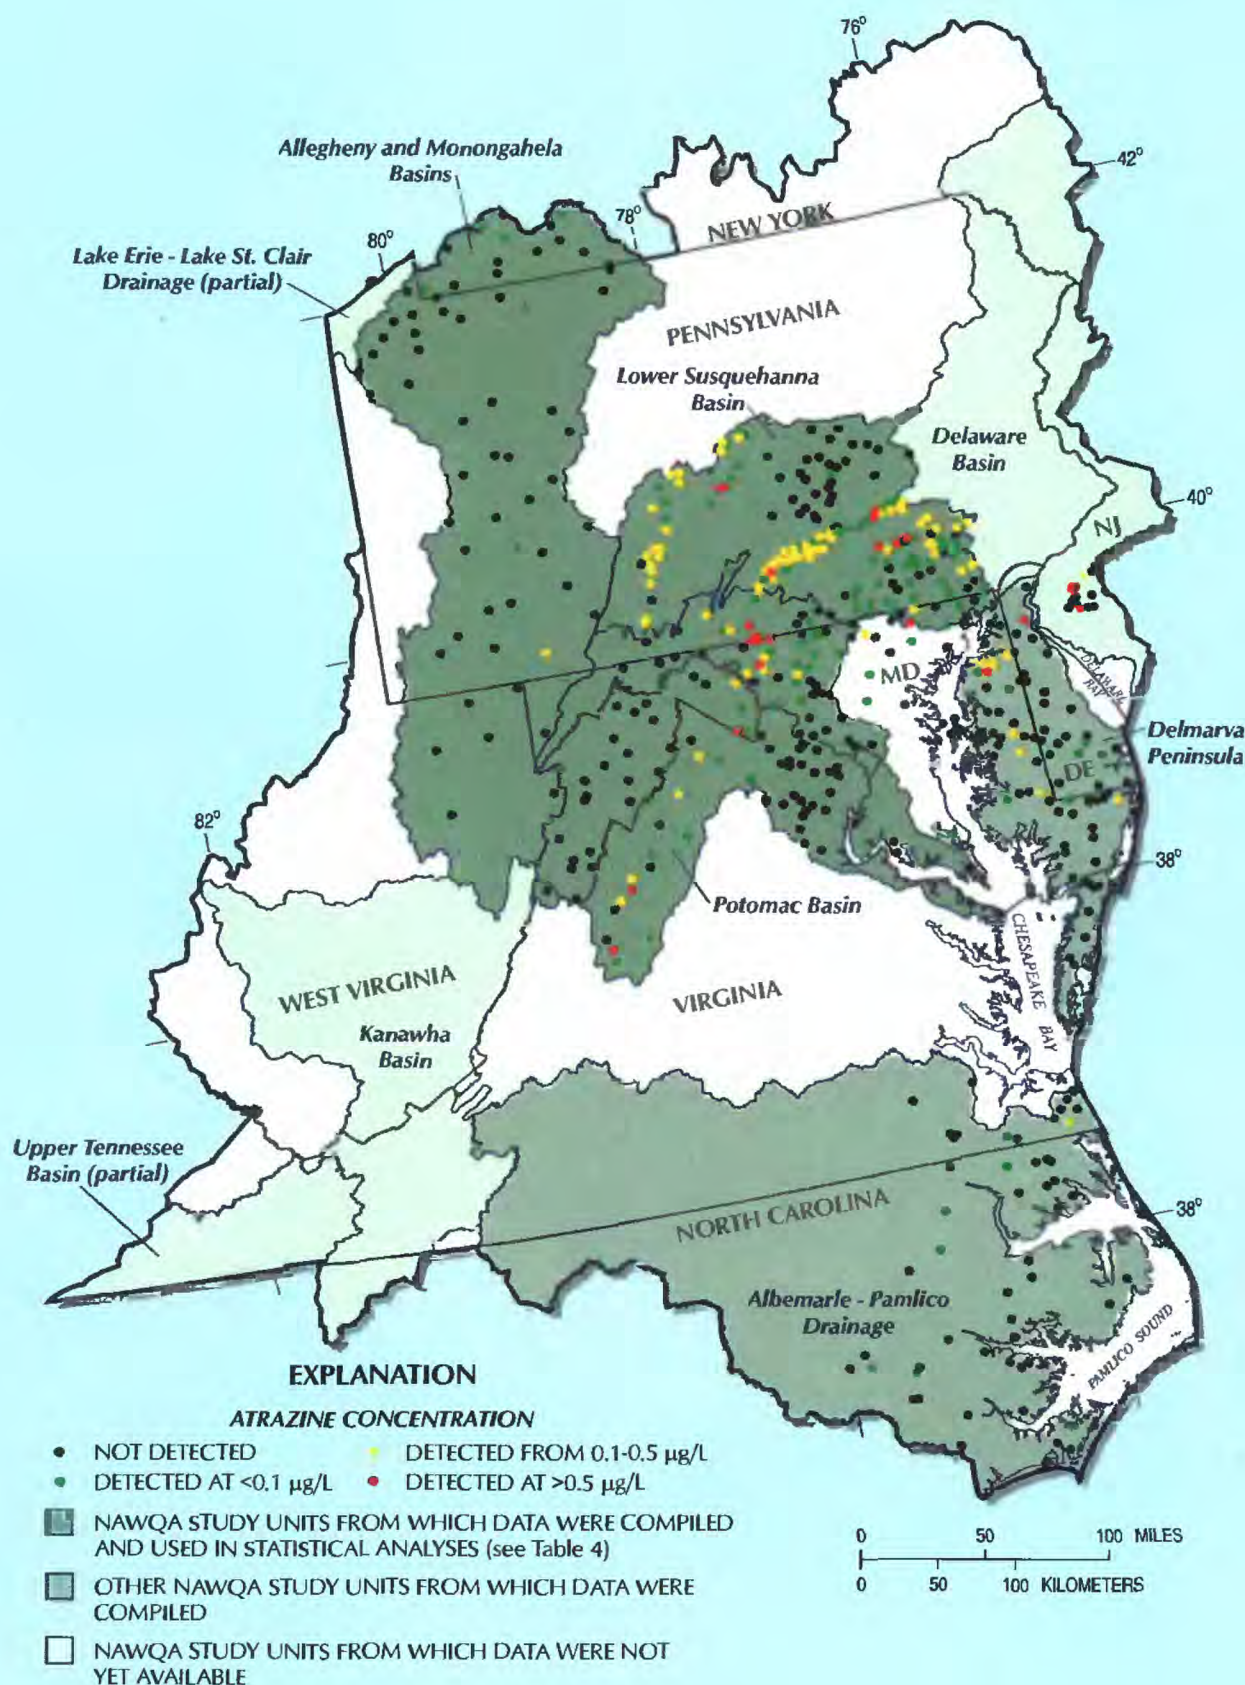 76°
Allegheny and Monongahela
Basins
42°
78°
NEW YORK
80°
Lake Erie - Lake St. Clair
Drainage (partial)
PENNSYLVANIA
Lower Susquehanna
Basin
Delaware
Basin
40°
NJ
MD
DELAWARE
BAY
Delmarva
Peninsula
DE
82°
38°
Potomac Basin
CHESAPEAKE BAY
WEST VIRGINIA
VIRGINIA
Kanawha
Basin
Upper Tennessee
Basin (partial)
38°
NORTH CAROLINA
Albemarle - Pamlico
Drainage
PAMLICO SOUND
EXPLANATION
ATRAZINE CONCENTRATION
NOT DETECTED
DETECTED FROM 0.1-0.5 µg/L
DETECTED AT <0.1 µg/L
DETECTED AT >0.5 µg/L
NAWQA STUDY UNITS FROM WHICH DATA WERE COMPILED
AND USED IN STATISTICAL ANALYSES (see Table 4)
OTHER NAWQA STUDY UNITS FROM WHICH DATA WERE
COMPILED
NAWQA STUDY UNITS FROM WHICH DATA WERE NOT
YET AVAILABLE
0 50 100 MILES
0 50 100 KILOMETERS